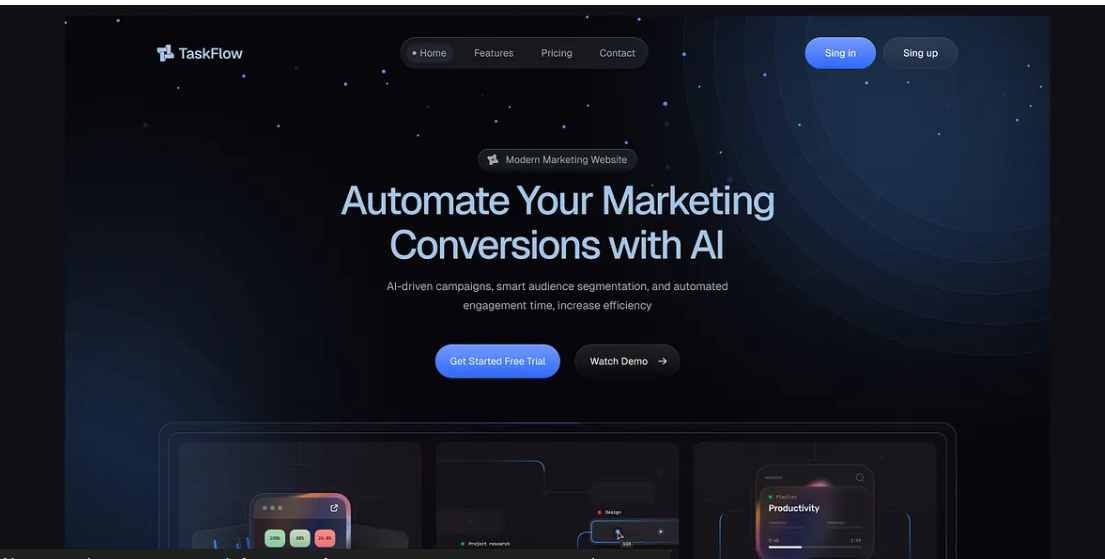 TaskFlow
Home Features Pricing Contact
Sing in Sing up
Modern Marketing Website
Automate Your Marketing
Conversions with AI
AI-driven campaigns, smart audience segmentation, and automated
engagement time, increase efficiency
Get Started Free Trial Watch Demo
Playlist
Productivity
Design
Project research